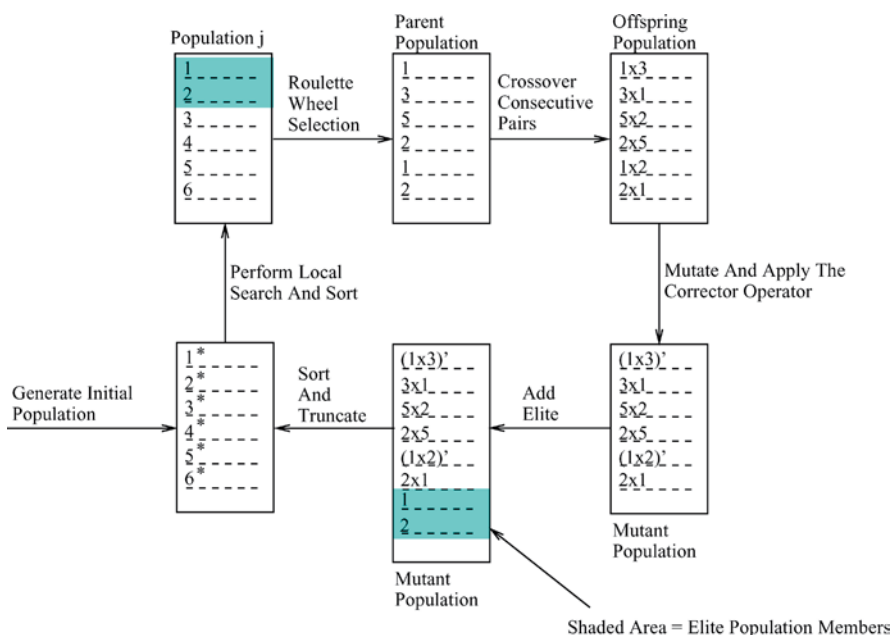 Population j
1
2
3
4
5
6
Roulette
Wheel
Selection
Parent
Population
1
3
5
2
1
2
Crossover
Consecutive
Pairs
Offspring
Population
1x3
3x1
5x2
2x5
1x2
2x1
Mutate And Apply The
Corrector Operator
(1x3)’
3x1
5x2
2x5
(1x2)’
2x1
Mutant
Population
Add
Elite
(1x3)’
3x1
5x2
2x5
(1x2)’
2x1
1
2
Mutant
Population
Shaded Area = Elite Population Members
Sort
And
Truncate
1*
2*
3*
4*
5*
6*
Generate Initial
Population
Perform Local
Search And Sort